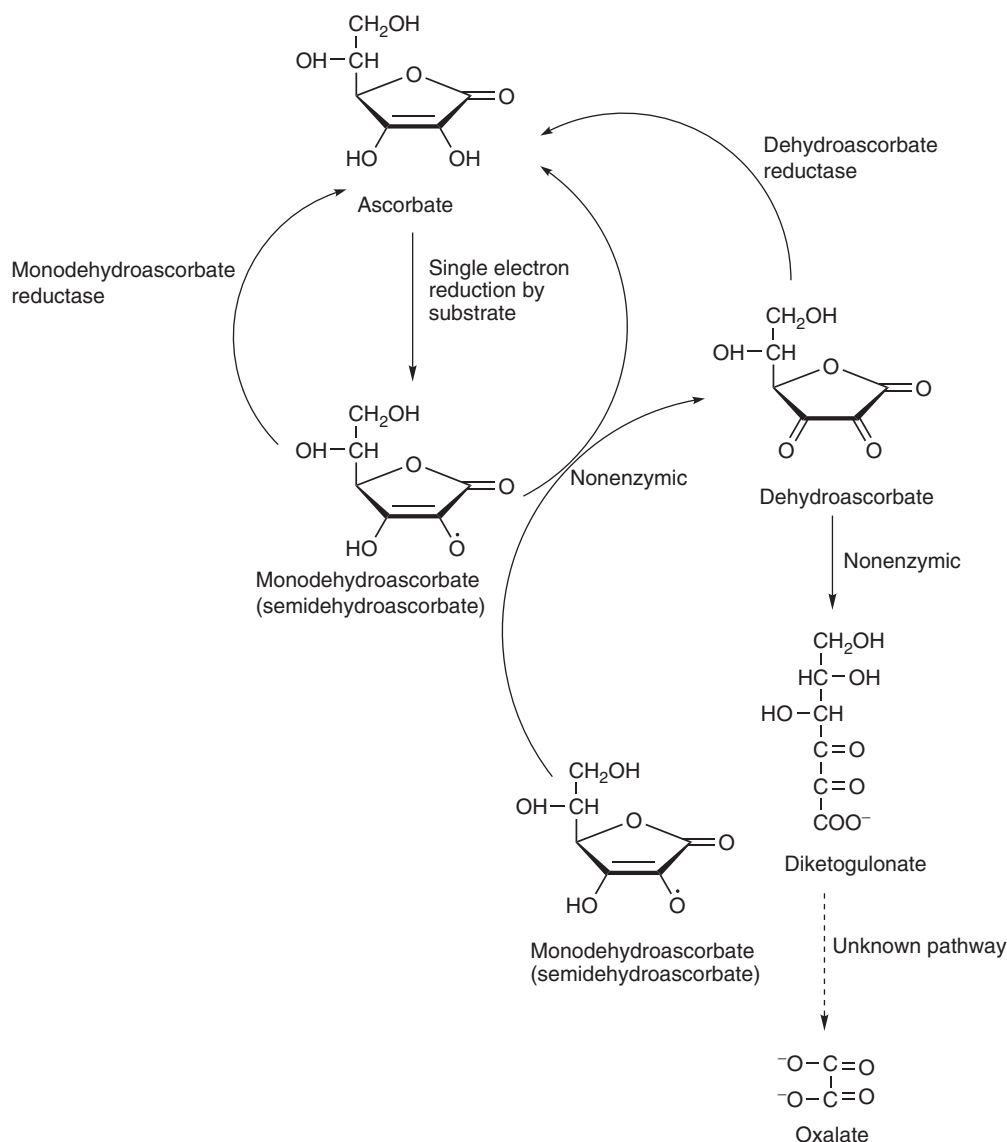 CH₂OH
OH–CH
O
O
HO
OH
Ascorbate
Dehydroascorbate
reductase
Monodehydroascorbate
reductase
Single electron
reduction by
substrate
CH₂OH
OH–CH
O
O
HO
O•
Monodehydroascorbate
(semidehydroascorbate)
Nonenzymic
CH₂OH
OH–CH
O
O
O
O
Dehydroascorbate
Nonenzymic
CH₂OH
HC–OH
HO–CH
C=O
C=O
COO⁻
Diketogulonate
CH₂OH
OH–CH
O
O
HO
O•
Monodehydroascorbate
(semidehydroascorbate)
Unknown pathway
⁻O–C=O
⁻O–C=O
Oxalate